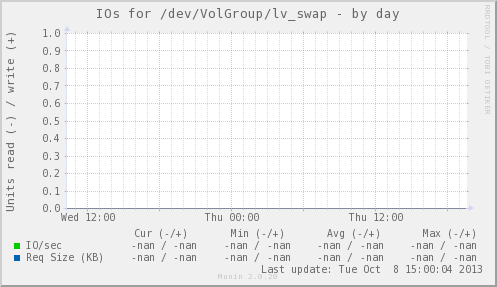 IOs for /dev/VolGroup/lv_swap - by day
RRDTOOL / TOBI OETIKER
Units read (-) / write (+)
1.0
0.9
0.8
0.7
0.6
0.5
0.4
0.3
0.2
0.1
0.0
Wed 12:00 Thu 00:00 Thu 12:00
Cur (-/+) Min (-/+) Avg (-/+) Max (-/+)
IO/sec -nan / -nan -nan / -nan -nan / -nan -nan / -nan
Req Size (KB) -nan / -nan -nan / -nan -nan / -nan -nan / -nan
Last update: Tue Oct 8 15:00:04 2013